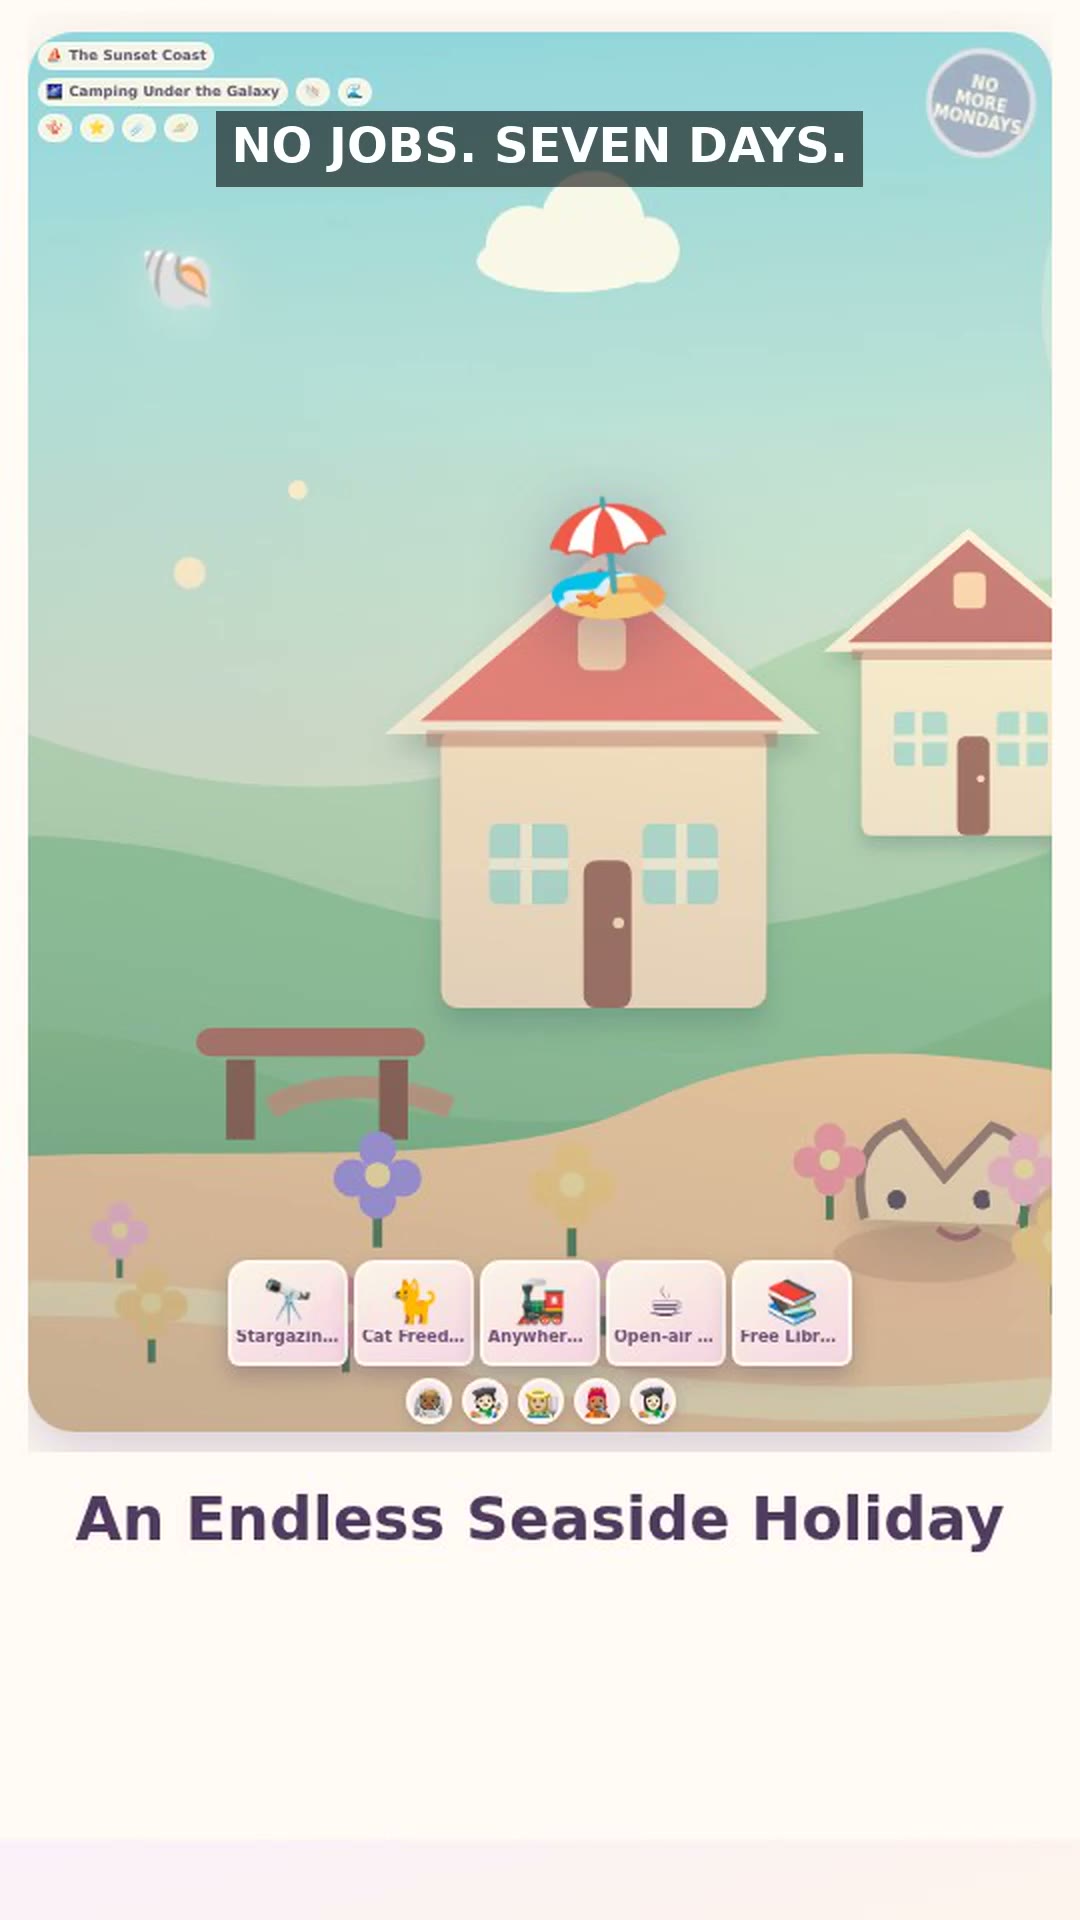 The Sunset Coast
Camping Under the Galaxy
NO
MORE
MONDAYS
NO JOBS. SEVEN DAYS.
Stargazin...
Cat Freed...
Anywher...
Open-air ...
Free Libr...
An Endless Seaside Holiday